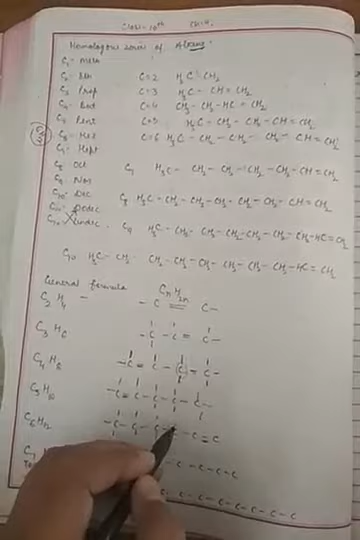 Class - 10th CH-4.
Homologous series of Alkene:
C₁ - meth
C₂ - Eth C=2 H₂C=CH₂
C₃ Prop C=3 H₃C - CH=CH₂
C₄ - But C=4 CH₃ - CH₂ - HC=CH₂
C₅ Pent C=5 H₃C - CH₂ - CH₂ - CH=CH₂
C₆ - Hex C=6 H₃C - CH₂ - CH₂ - CH₂ - CH=CH₂
C₇ - Hept
C₈ Oct C₇ H₃C - CH₂ - CH₂ - CH₂ - CH₂ - CH=CH₂
C₉ - Non
C₁₀ - Dec C₈ H₃C - CH₂ - CH₂ - CH₂ - CH₂ - CH₂ - CH=CH₂
Dodec
undec. C₉ H₃C - CH₂ - CH₂ - CH₂ - CH₂ - CH₂ - CH₂ - HC=CH₂
C₁₀ H₃C - CH₂ - CH₂ - CH₂ - CH₂ - CH₂ - CH₂ - CH₂ - HC=CH₂
General formula CₙH₂ₙ
C₂H₄ - - C = C -
C₃H₆ - C - C = C -
C₄H₈ - C = C - C - C -
C₅H₁₀ - C = C - C - C - C -
C₆H₁₂ - C - C - C - C - C = C
- C - C - C - C
- C - C - C - C - C - C - C